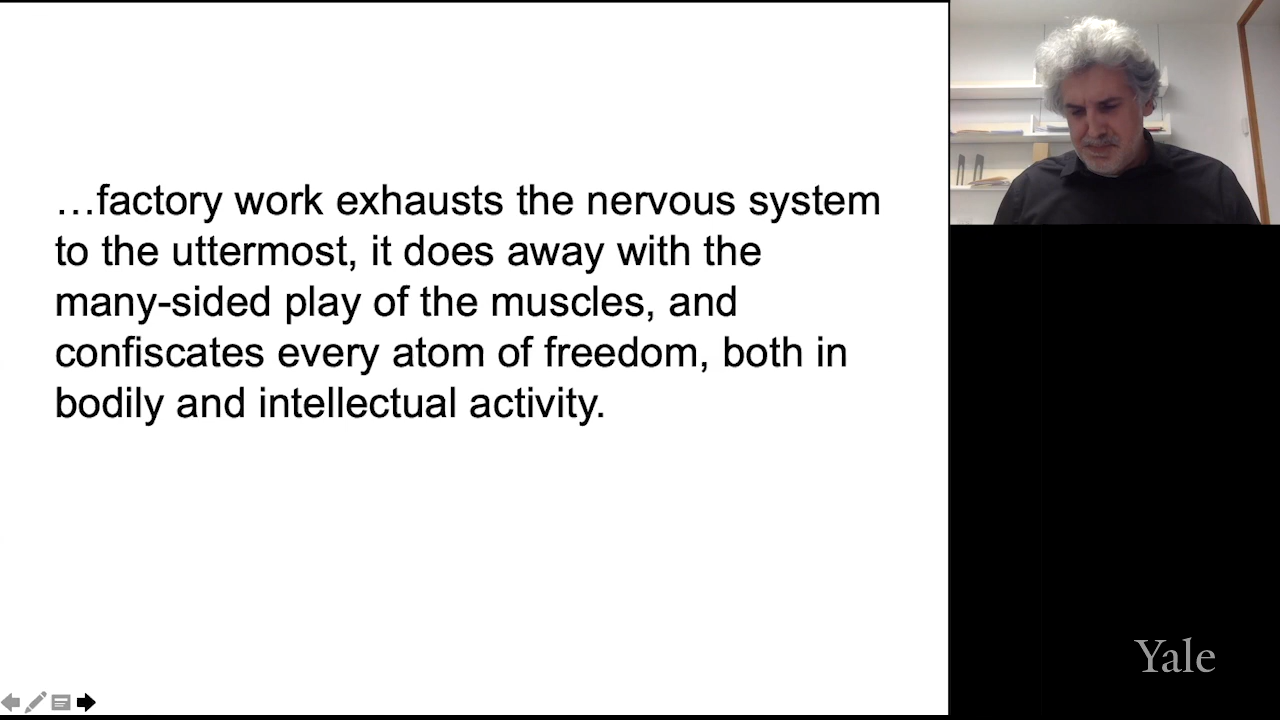 …factory work exhausts the nervous system
to the uttermost, it does away with the
many-sided play of the muscles, and
confiscates every atom of freedom, both in
bodily and intellectual activity.
Yale